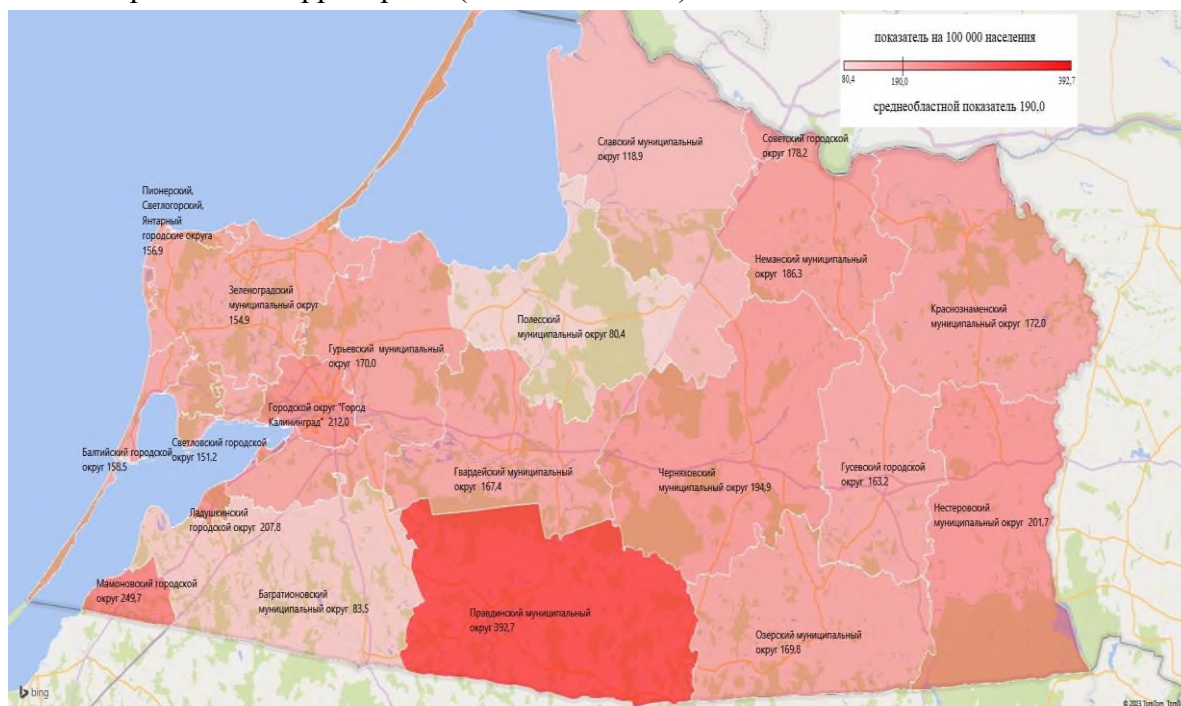 показатель на 100 000 населения
80,4
190,0
392,7
среднеобластной показатель 190,0
Славский муниципальный
округ 118,9
Советский городской
округ 178,2
Пионерский,
Светлогорский,
Янтарный
городские округа
156,9
Неманский муниципальный
округ 186,3
Зеленоградский
муниципальный округ
154,9
Краснознаменский
муниципальный округ 172,0
Полесский
муниципальный округ 80,4
Гурьевский муниципальный
округ 170,0
Городской округ "Город
Калининград" 212,0
Светловский городской
округ 151,2
Балтийский городской
округ 158,5
Гвардейский муниципальный
округ 167,4
Черняховский
муниципальный округ 194,9
Гусевский городской
округ 163,2
Нестеровский
муниципальный округ 201,7
Ладушкинский
городской округ 207,8
Мамоновский городской
округ 249,7
Багратионовский
муниципальный округ 83,5
Правдинский муниципальный
округ 392,7
Озерский муниципальный
округ 169,8
bing
© 2023 TomTom,